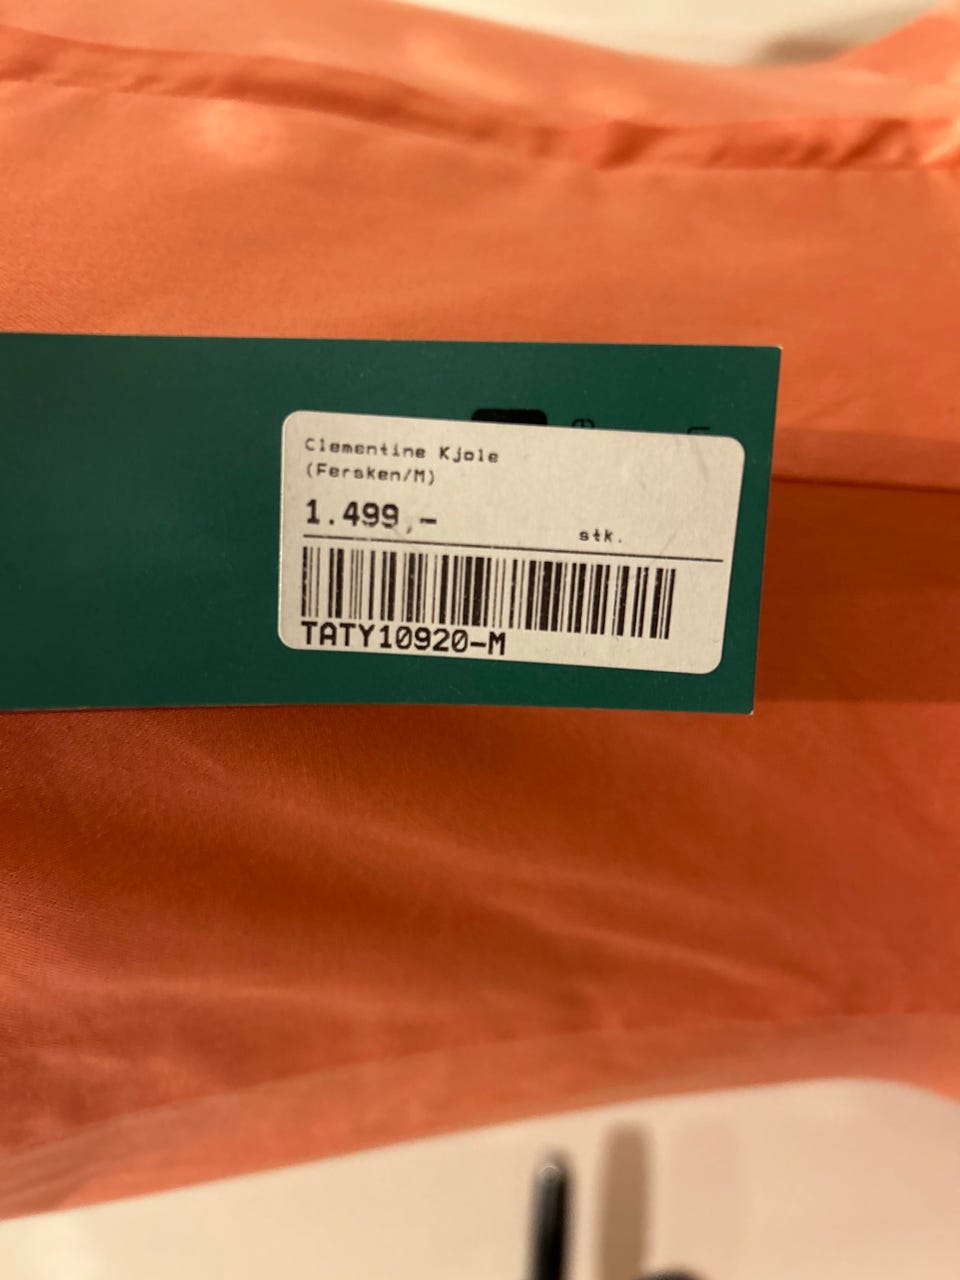 Clementine Kjole
(Fersken/M)
1.499,-
stk.
TATY10920-M